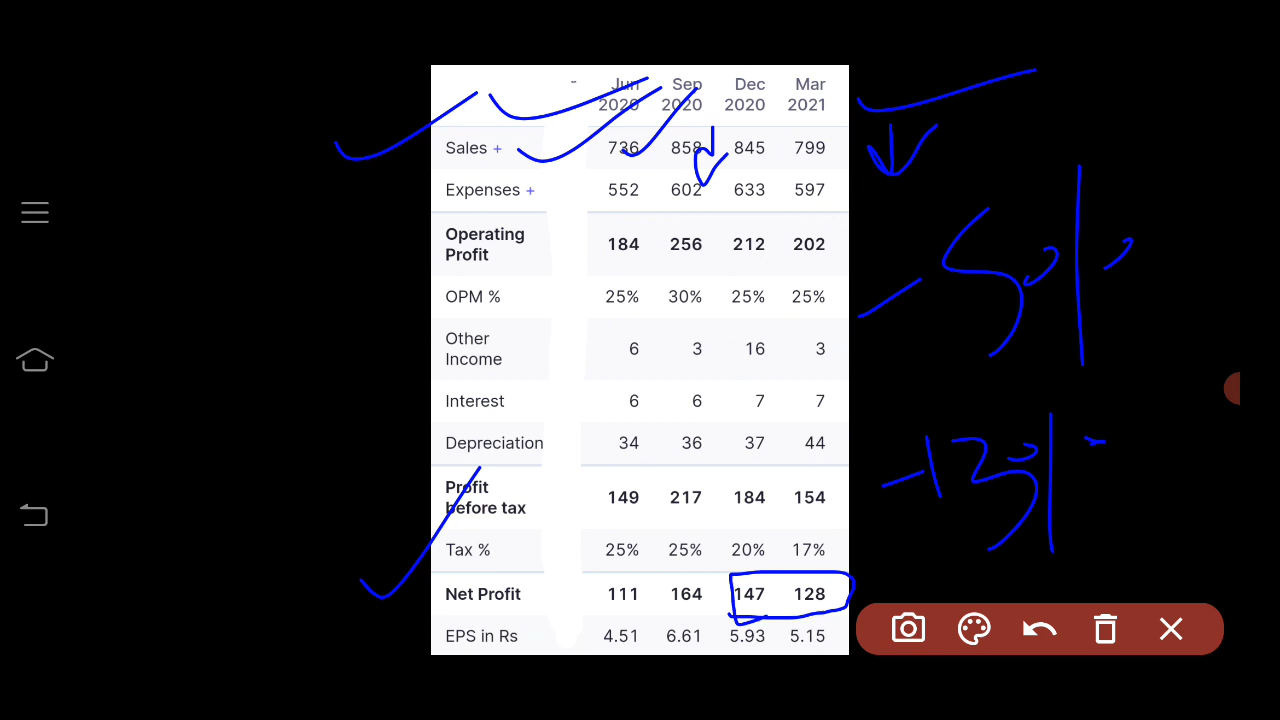 Jun Sep Dec Mar
2020 2020 2020 2021
Sales + 736 858 845 799
Expenses + 552 602 633 597
Operating Profit 184 256 212 202
OPM % 25% 30% 25% 25%
Other Income 6 3 16 3
Interest 6 6 7 7
Depreciation 34 36 37 44
Profit before tax 149 217 184 154
Tax % 25% 25% 20% 17%
Net Profit 111 164 147 128
EPS in Rs 4.51 6.61 5.93 5.15